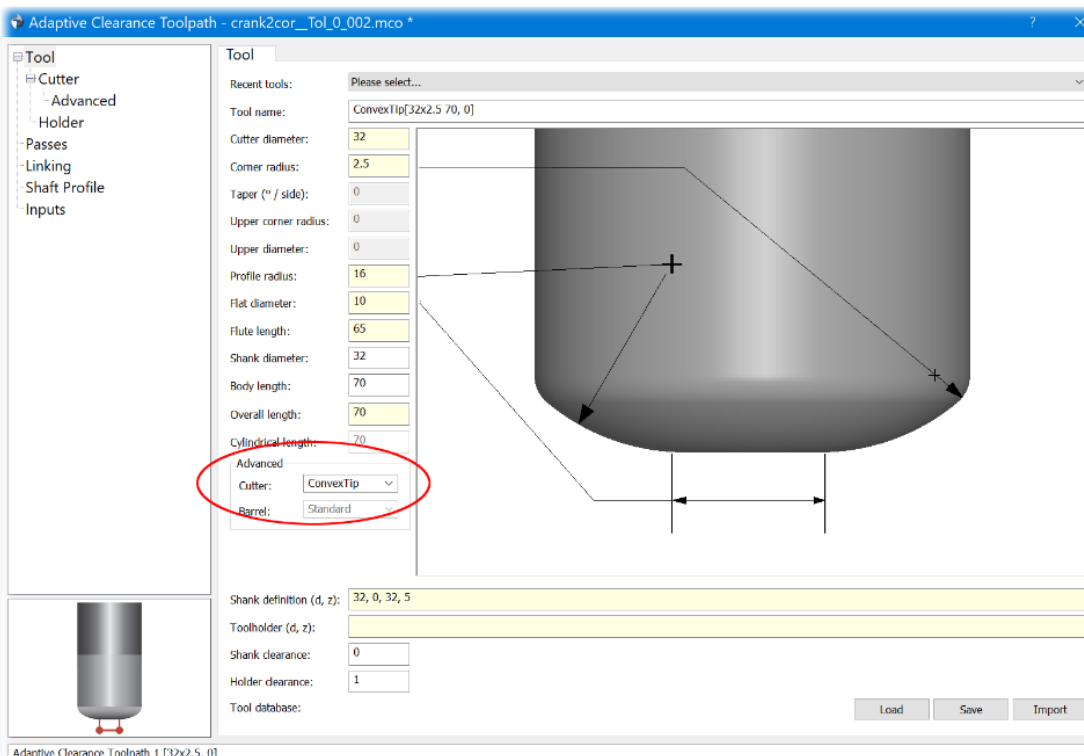 Adaptive Clearance Toolpath - crank2cor__Tol_0_002.mco *
?
Tool
Cutter
Advanced
Holder
Passes
Linking
Shaft Profile
Inputs
Tool
Recent tools: Please select...
Tool name: ConvexTip[32x2.5 70, 0]
Cutter diameter: 32
Corner radius: 2.5
Taper (º / side): 0
Upper corner radius: 0
Upper diameter: 0
Profile radius: 16
Flat diameter: 10
Flute length: 65
Shank diameter: 32
Body length: 70
Overall length: 70
Cylindrical length: 70
Advanced
Cutter: ConvexTip
Barrel: Standard
Shank definition (d, z): 32, 0, 32, 5
Toolholder (d, z):
Shank clearance: 0
Holder clearance: 1
Tool database: Load Save Import
Adaptive Clearance Toolpath 1 [32x2.5, 0]